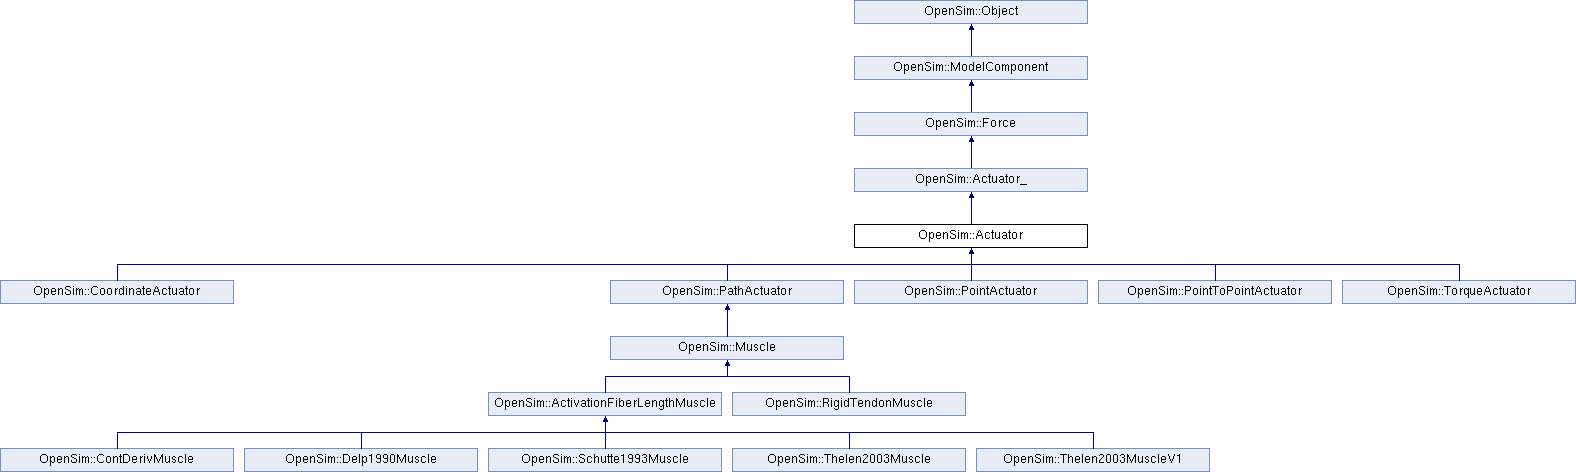 OpenSim::Object
OpenSim::ModelComponent
OpenSim::Force
OpenSim::Actuator_
OpenSim::Actuator
OpenSim::CoordinateActuator
OpenSim::PathActuator
OpenSim::PointActuator
OpenSim::PointToPointActuator
OpenSim::TorqueActuator
OpenSim::Muscle
OpenSim::ActivationFiberLengthMuscle
OpenSim::RigidTendonMuscle
OpenSim::ContDerivMuscle
OpenSim::Delp1990Muscle
OpenSim::Schutte1993Muscle
OpenSim::Thelen2003Muscle
OpenSim::Thelen2003MuscleV1